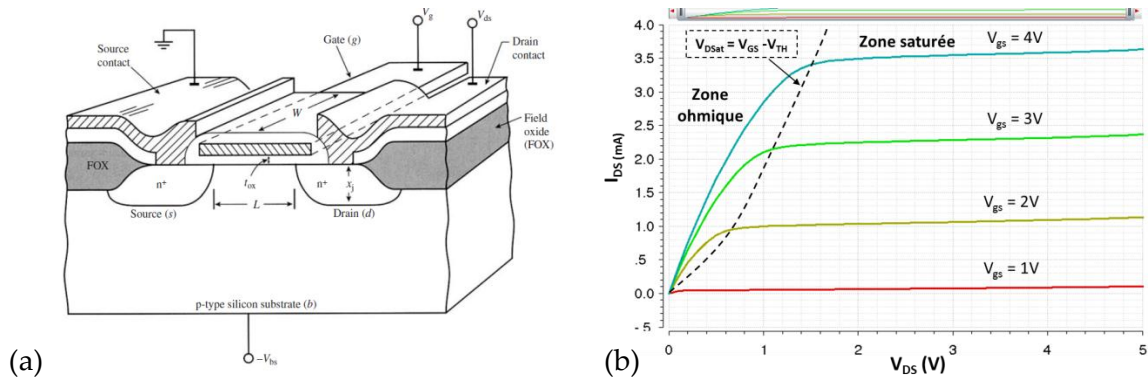 (a)
V_g
V_ds
Source
contact
Gate (g)
Drain
contact
W
Field
oxide
(FOX)
FOX
n⁺
t_ox
n⁺
x_j
Source (s)
L
Drain (d)
p-type silicon substrate (b)
–V_bs
(b)
4.0
3.5
3.0
2.5
2.0
1.5
1.0
.5
0.0
-.5
I_DS (mA)
V_DSat = V_GS -V_TH
Zone saturée
Zone
ohmique
V_gs = 4V
V_gs = 3V
V_gs = 2V
V_gs = 1V
0
1
2
3
4
5
V_DS (V)